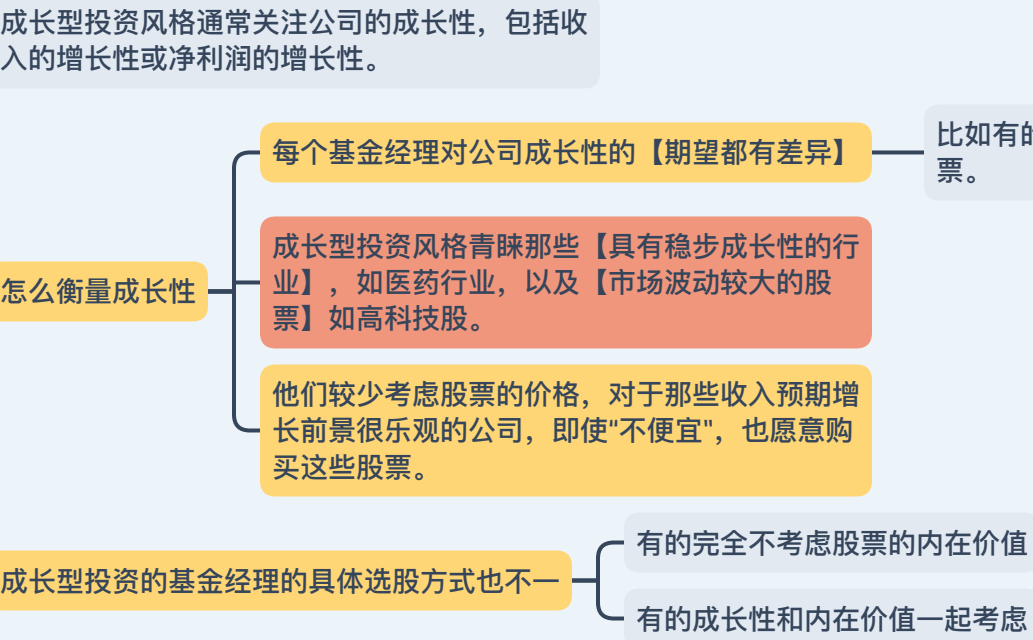 成长型投资风格通常关注公司的成长性，包括收
入的增长性或净利润的增长性。
怎么衡量成长性
每个基金经理对公司成长性的【期望都有差异】
比如有的
票。
成长型投资风格青睐那些【具有稳步成长性的行
业】，如医药行业，以及【市场波动较大的股
票】如高科技股。
他们较少考虑股票的价格，对于那些收入预期增
长前景很乐观的公司，即使"不便宜"，也愿意购
买这些股票。
成长型投资的基金经理的具体选股方式也不一
有的完全不考虑股票的内在价值
有的成长性和内在价值一起考虑